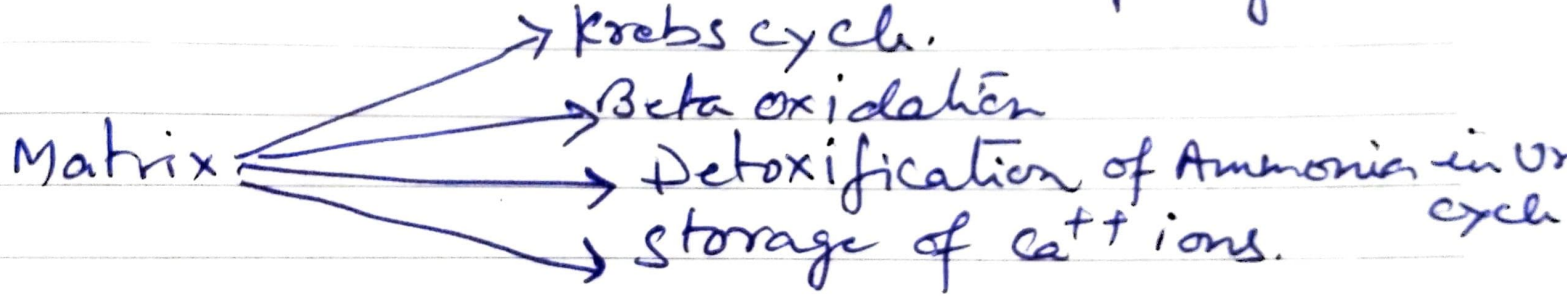 Krebs cycle.
Beta oxidation
Matrix
Detoxification of Ammonia in Ur
cycle
Storage of Ca++ ions.